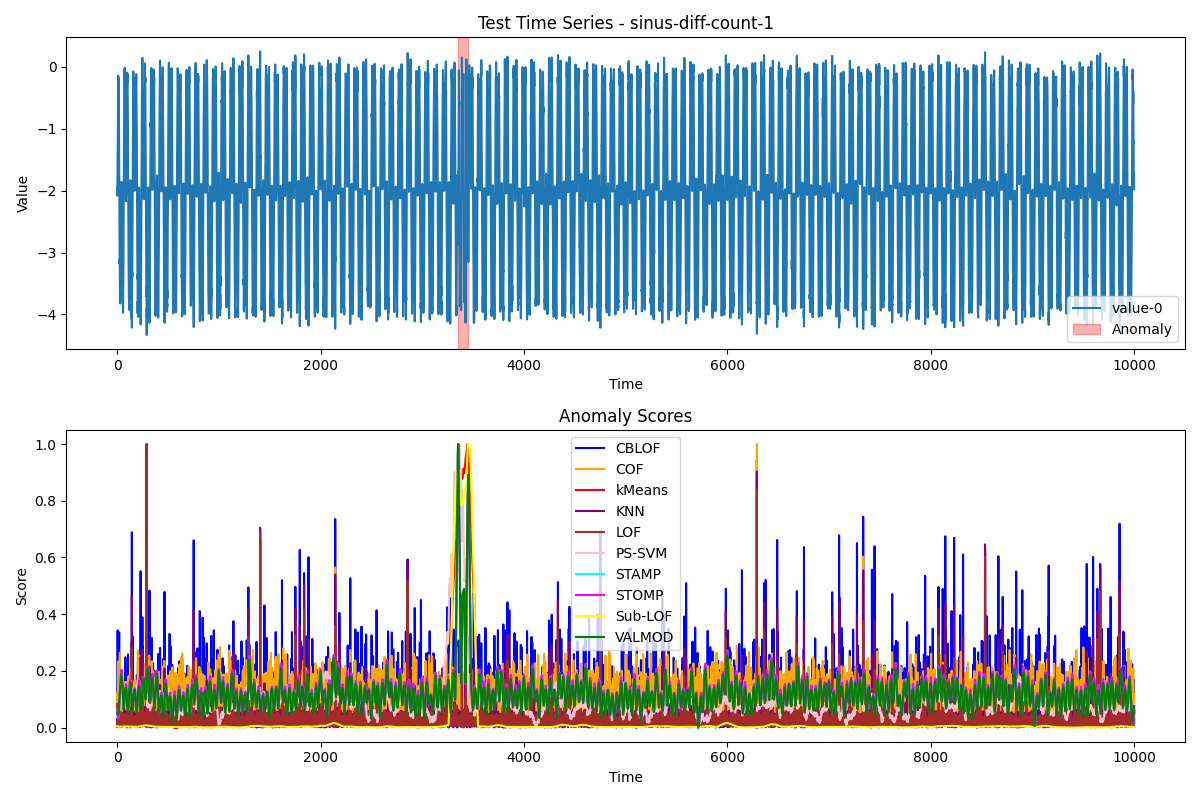 Test Time Series - sinus-diff-count-1
Value
0
−1
−2
−3
−4
value-0
Anomaly
0
2000
4000
6000
8000
10000
Time
Anomaly Scores
Score
1.0
0.8
0.6
0.4
0.2
0.0
CBLOF
COF
kMeans
KNN
LOF
PS-SVM
STAMP
STOMP
Sub-LOF
VALMOD
0
2000
4000
6000
8000
10000
Time